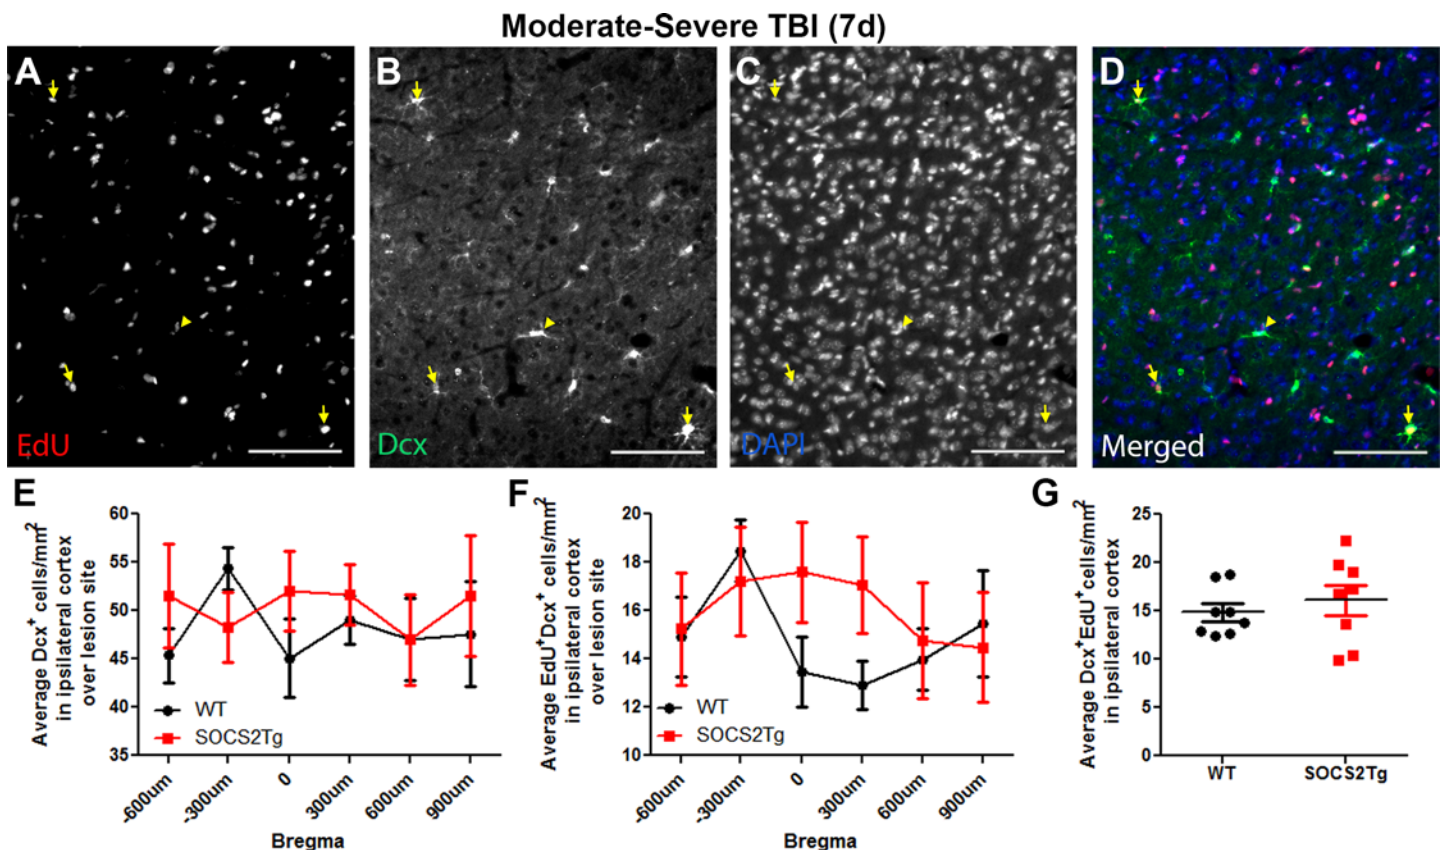 Moderate-Severe TBI (7d)
A
B
C
D
EdU
Dcx
DAPI
Merged
E
Average Dcx+ cells/mm2
in ipsilateral cortex
over lesion site
60
55
50
45
40
35
WT
SOCS2Tg
-600um
-300um
0
300um
600um
900um
Bregma
F
Average EdU+Dcx+ cells/mm2
in ipsilateral cortex
over lesion site
20
18
16
14
12
10
WT
SOCS2Tg
-600um
-300um
0
300um
600um
900um
Bregma
G
Average Dcx+EdU+cells/mm2
in ipsilateral cortex
25
20
15
10
5
0
WT
SOCS2Tg